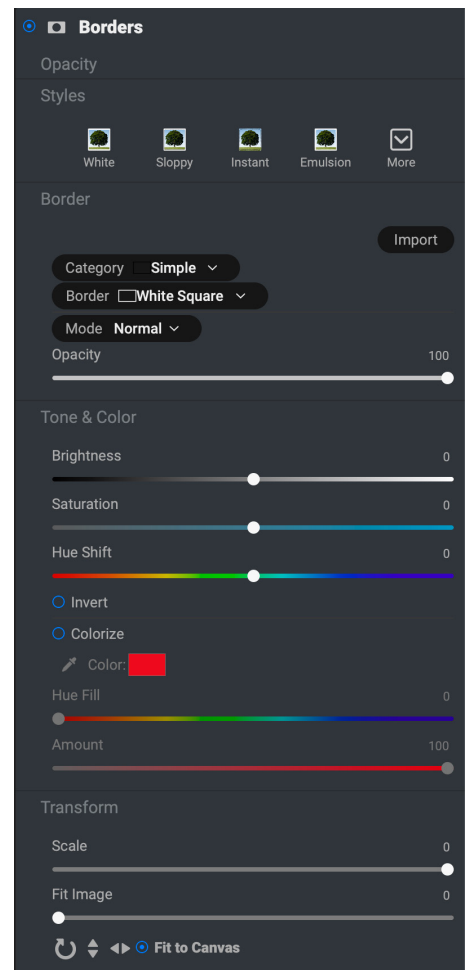 Borders
Opacity
Styles
White Sloppy Instant Emulsion More
Border
Import
Category Simple
Border White Square
Mode Normal
Opacity 100
Tone & Color
Brightness 0
Saturation 0
Hue Shift 0
Invert
Colorize
Color:
Hue Fill 0
Amount 100
Transform
Scale 0
Fit Image 0
Fit to Canvas